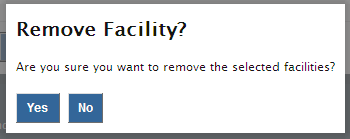 Remove Facility?
Are you sure you want to remove the selected facilities?
Yes No